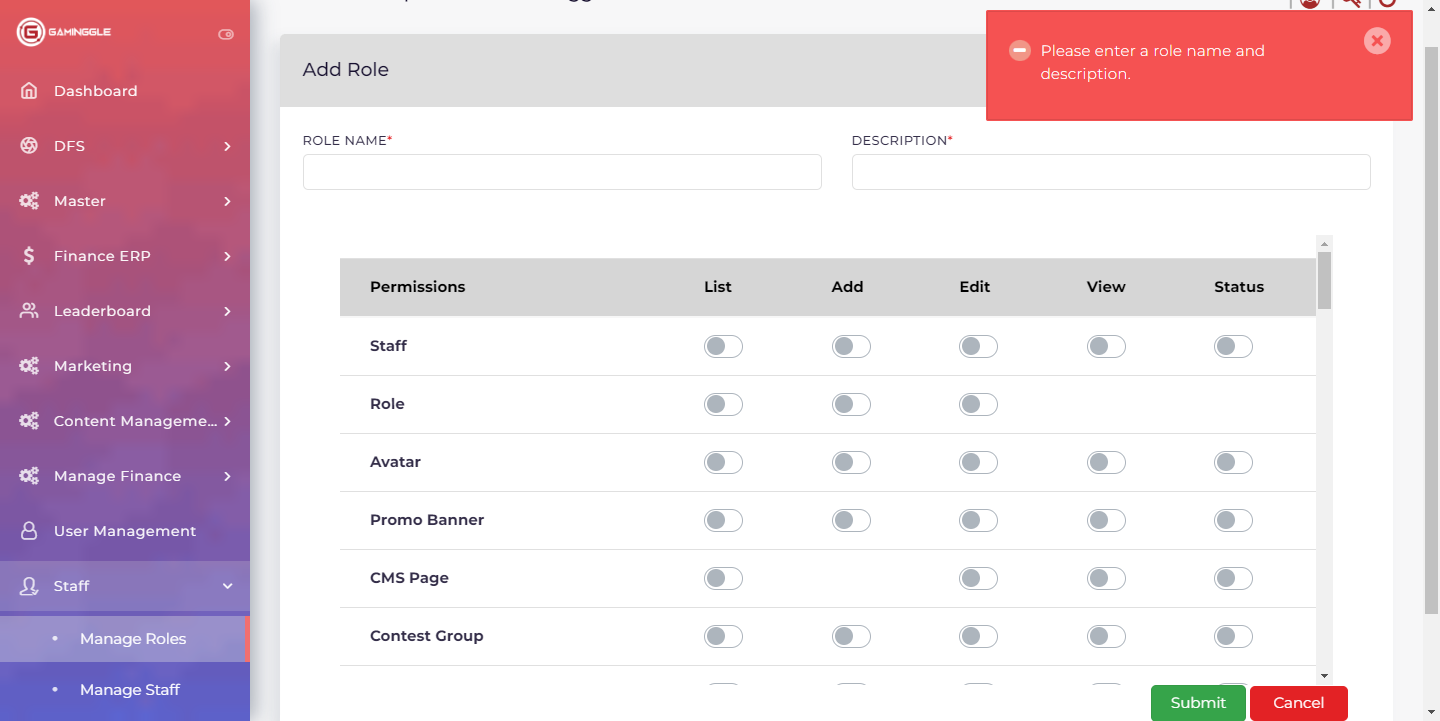 GAMINGGLE
Dashboard
DFS
Master
Finance ERP
Leaderboard
Marketing
Content Manageme...
Manage Finance
User Management
Staff
• Manage Roles
• Manage Staff
Please enter a role name and
description.
Add Role
ROLE NAME*
DESCRIPTION*
Permissions List Add Edit View Status
Staff
Role
Avatar
Promo Banner
CMS Page
Contest Group
Submit
Cancel